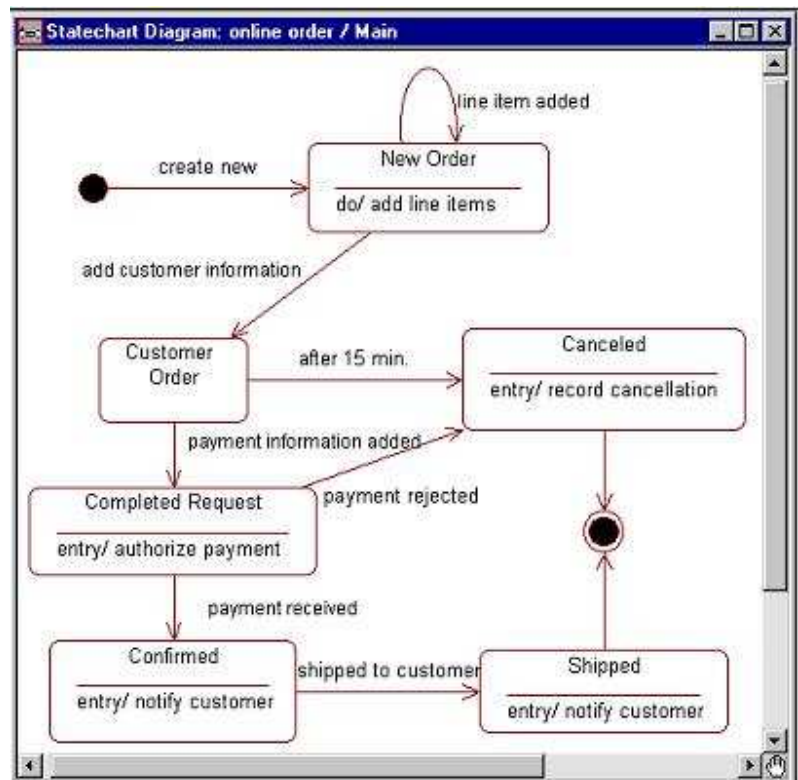 Statechart Diagram: online order / Main
line item added
create new
New Order
do/ add line items
add customer information
Customer
Order
after 15 min.
Canceled
entry/ record cancellation
payment information added
payment rejected
Completed Request
entry/ authorize payment
payment received
Confirmed
entry/ notify customer
shipped to customer
Shipped
entry/ notify customer